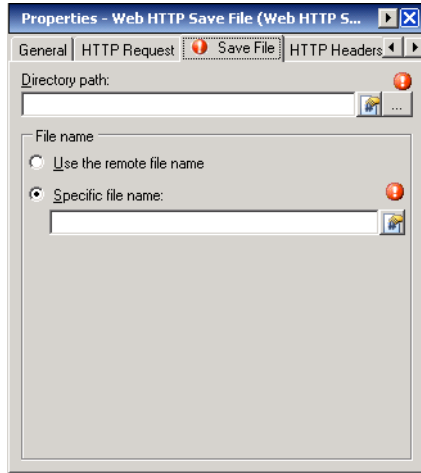 Properties - Web HTTP Save File (Web HTTP S...
General HTTP Request Save File HTTP Headers
Directory path:
...
File name
Use the remote file name
Specific file name: